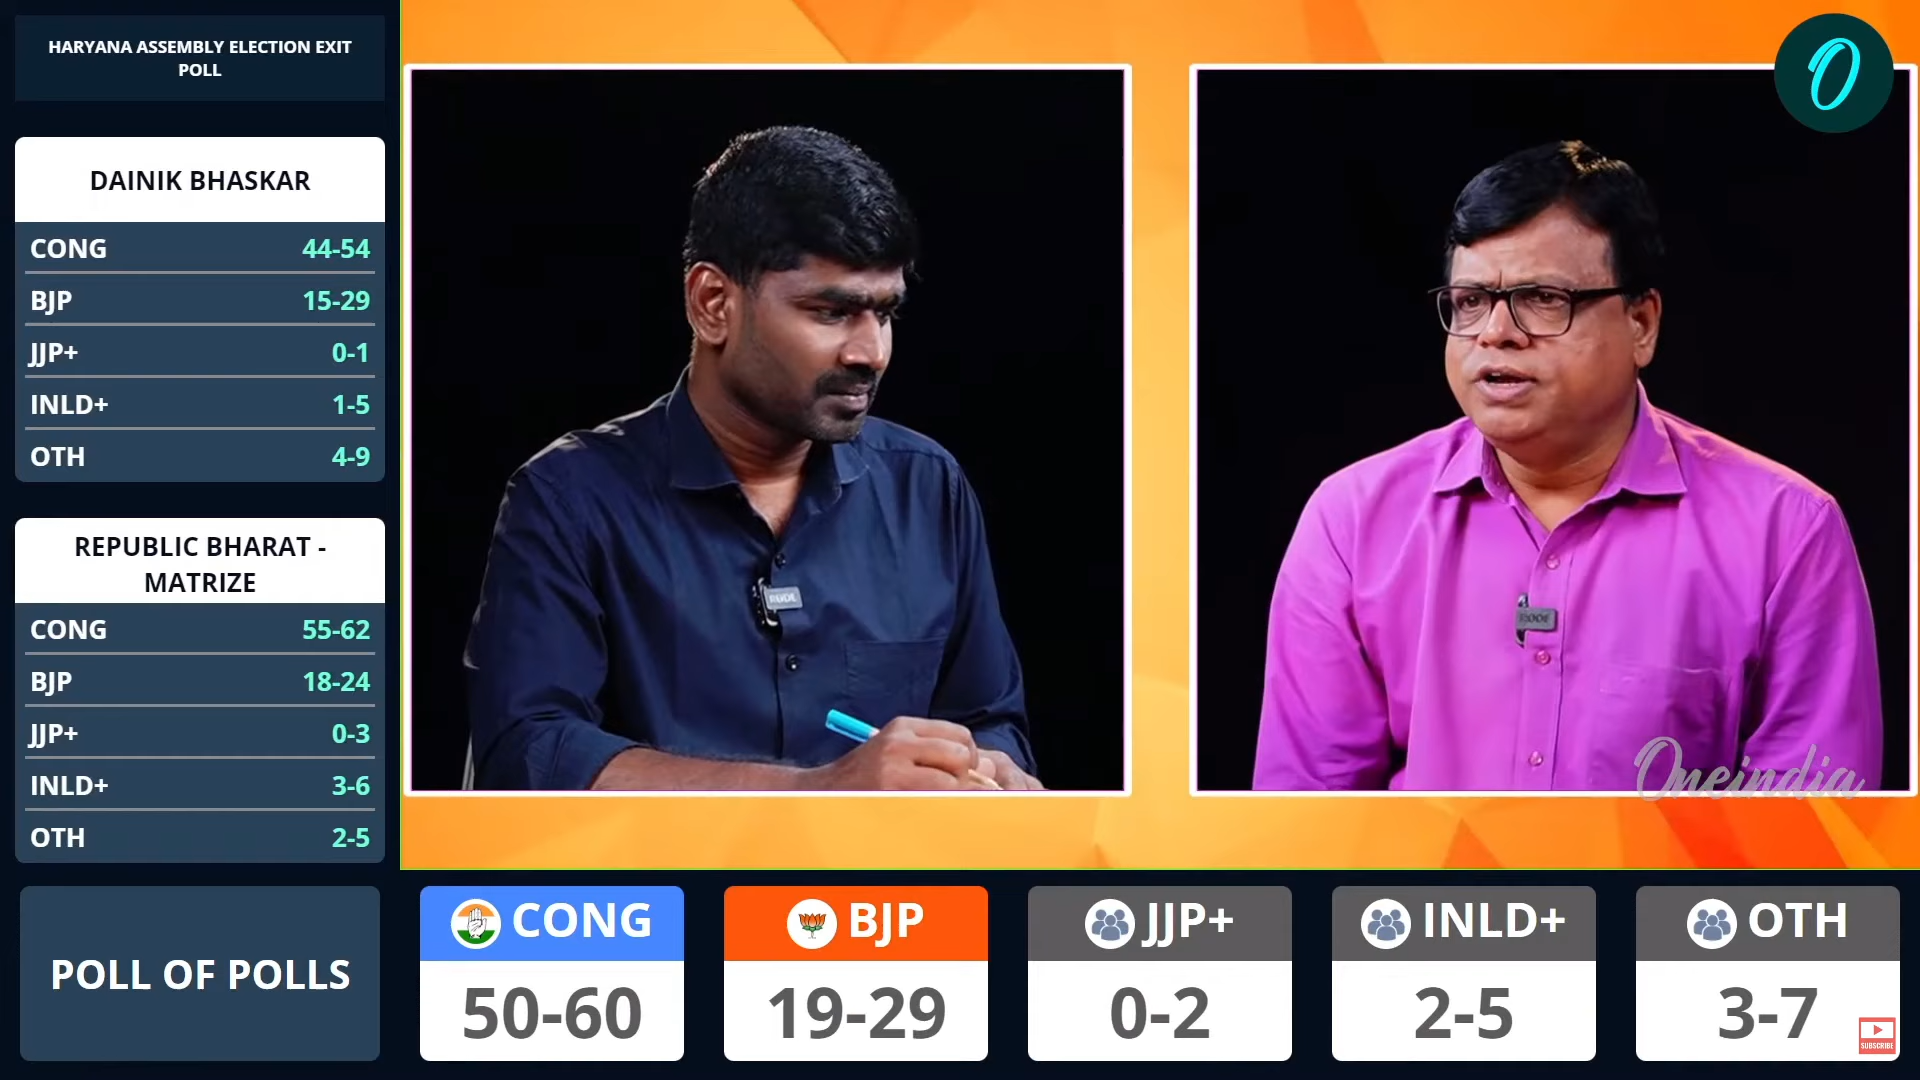 HARYANA ASSEMBLY ELECTION EXIT
POLL
DAINIK BHASKAR
CONG 44-54
BJP 15-29
JJP+ 0-1
INLD+ 1-5
OTH 4-9
REPUBLIC BHARAT -
MATRIZE
CONG 55-62
BJP 18-24
JJP+ 0-3
INLD+ 3-6
OTH 2-5
O
RODE
RODE
Oneindia
POLL OF POLLS
CONG
50-60
BJP
19-29
JJP+
0-2
INLD+
2-5
OTH
3-7
SUBSCRIBE